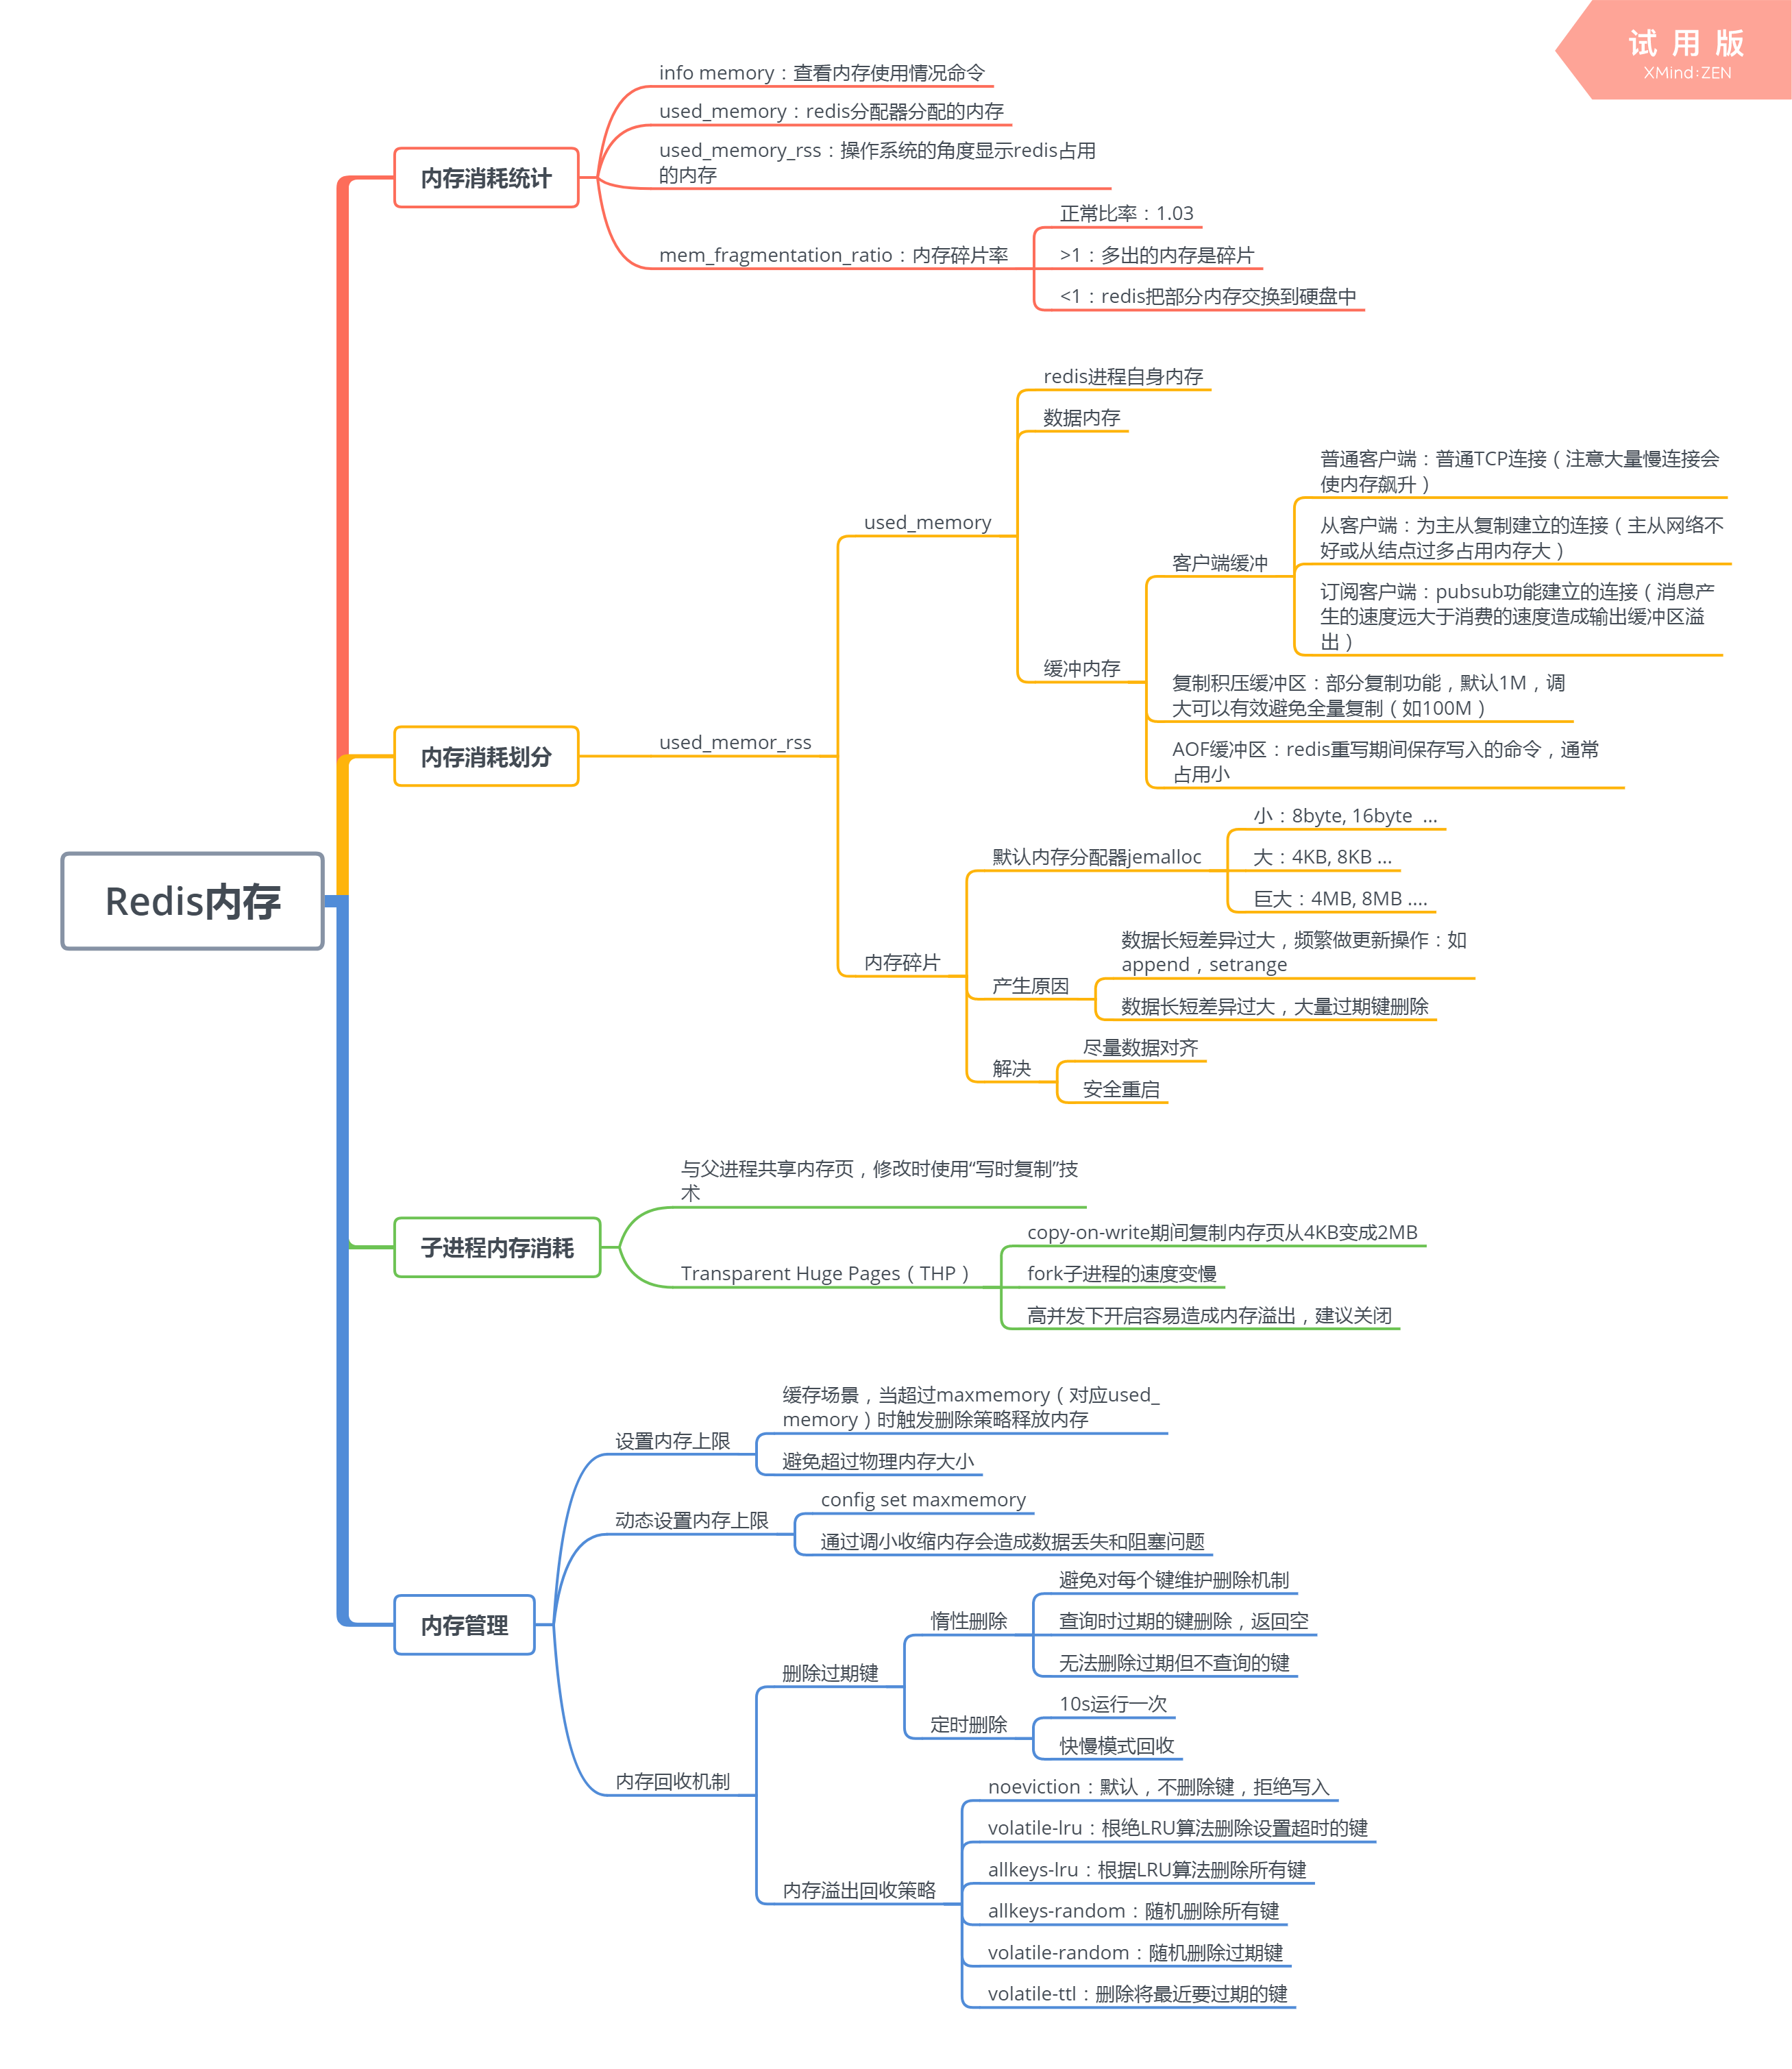 试用版
XMind:ZEN
Redis内存
内存消耗统计
info memory：查看内存使用情况命令
used_memory：redis分配器分配的内存
used_memory_rss：操作系统的角度显示redis占用
的内存
mem_fragmentation_ratio：内存碎片率
正常比率：1.03
>1：多出的内存是碎片
<1：redis把部分内存交换到硬盘中
内存消耗划分
used_memor_rss
used_memory
redis进程自身内存
数据内存
缓冲内存
客户端缓冲
普通客户端：普通TCP连接（注意大量慢连接会
使内存飙升）
从客户端：为主从复制建立的连接（主从网络不
好或从结点过多占用内存大）
订阅客户端：pubsub功能建立的连接（消息产
生的速度远大于消费的速度造成输出缓冲区溢
出）
复制积压缓冲区：部分复制功能，默认1M，调
大可以有效避免全量复制（如100M）
AOF缓冲区：redis重写期间保存写入的命令，通常
占用小
内存碎片
默认内存分配器jemalloc
小：8byte, 16byte ...
大：4KB, 8KB ...
巨大：4MB, 8MB ....
产生原因
数据长短差异过大，频繁做更新操作：如
append，setrange
数据长短差异过大，大量过期键删除
解决
尽量数据对齐
安全重启
子进程内存消耗
与父进程共享内存页，修改时使用“写时复制”技
术
Transparent Huge Pages（THP）
copy-on-write期间复制内存页从4KB变成2MB
fork子进程的速度变慢
高并发下开启容易造成内存溢出，建议关闭
内存管理
设置内存上限
缓存场景，当超过maxmemory（对应used_
memory）时触发删除策略释放内存
避免超过物理内存大小
动态设置内存上限
config set maxmemory
通过调小收缩内存会造成数据丢失和阻塞问题
内存回收机制
删除过期键
惰性删除
避免对每个键维护删除机制
查询时过期的键删除，返回空
无法删除过期但不查询的键
定时删除
10s运行一次
快慢模式回收
内存溢出回收策略
noeviction：默认，不删除键，拒绝写入
volatile-lru：根绝LRU算法删除设置超时的键
allkeys-lru：根据LRU算法删除所有键
allkeys-random：随机删除所有键
volatile-random：随机删除过期键
volatile-ttl：删除将最近要过期的键